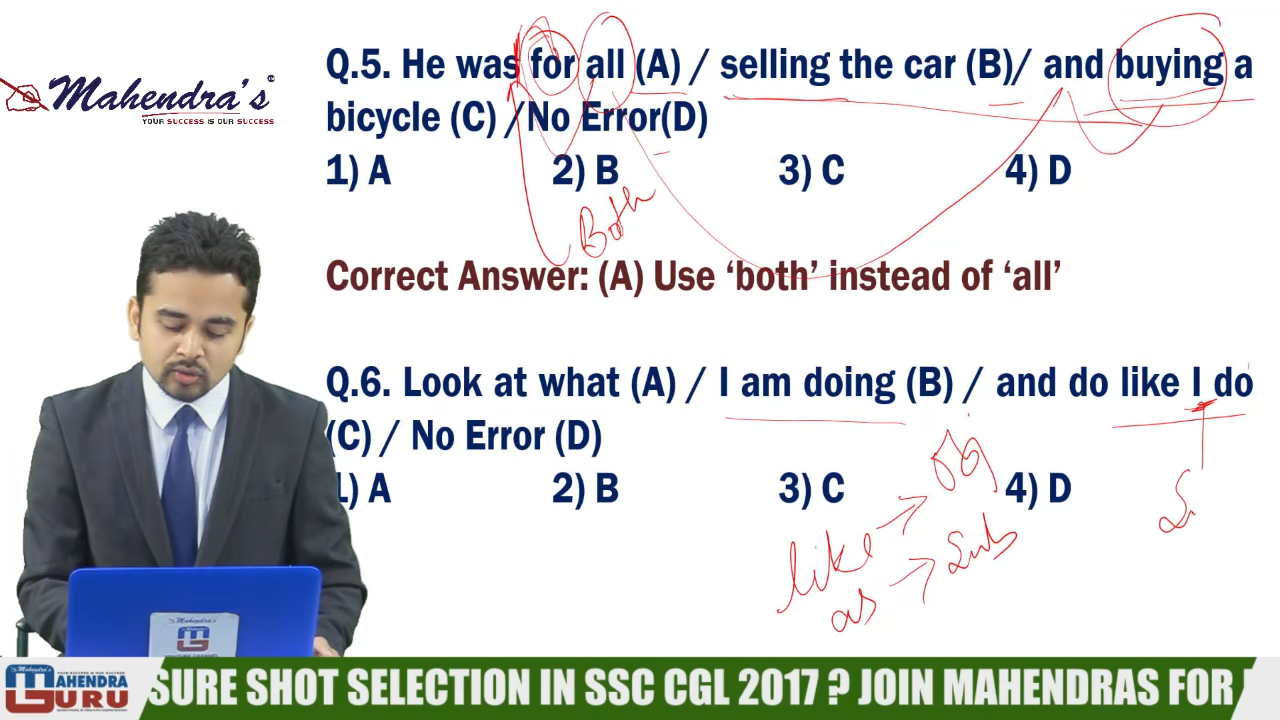 Mahendra's
YOUR SUCCESS IS OUR SUCCESS
Q.5. He was for all (A) / selling the car (B)/ and buying a
bicycle (C) /No Error(D)
1) A 2) B 3) C 4) D
Both
Correct Answer: (A) Use ‘both’ instead of ‘all’
Q.6. Look at what (A) / I am doing (B) / and do like I do
(C) / No Error (D)
1) A 2) B 3) C 4) D
like → Obj
as → Sub
S
Mahendra's
MAHENDRA
GURU
SURE SHOT SELECTION IN SSC CGL 2017 ? JOIN MAHENDRAS FOR